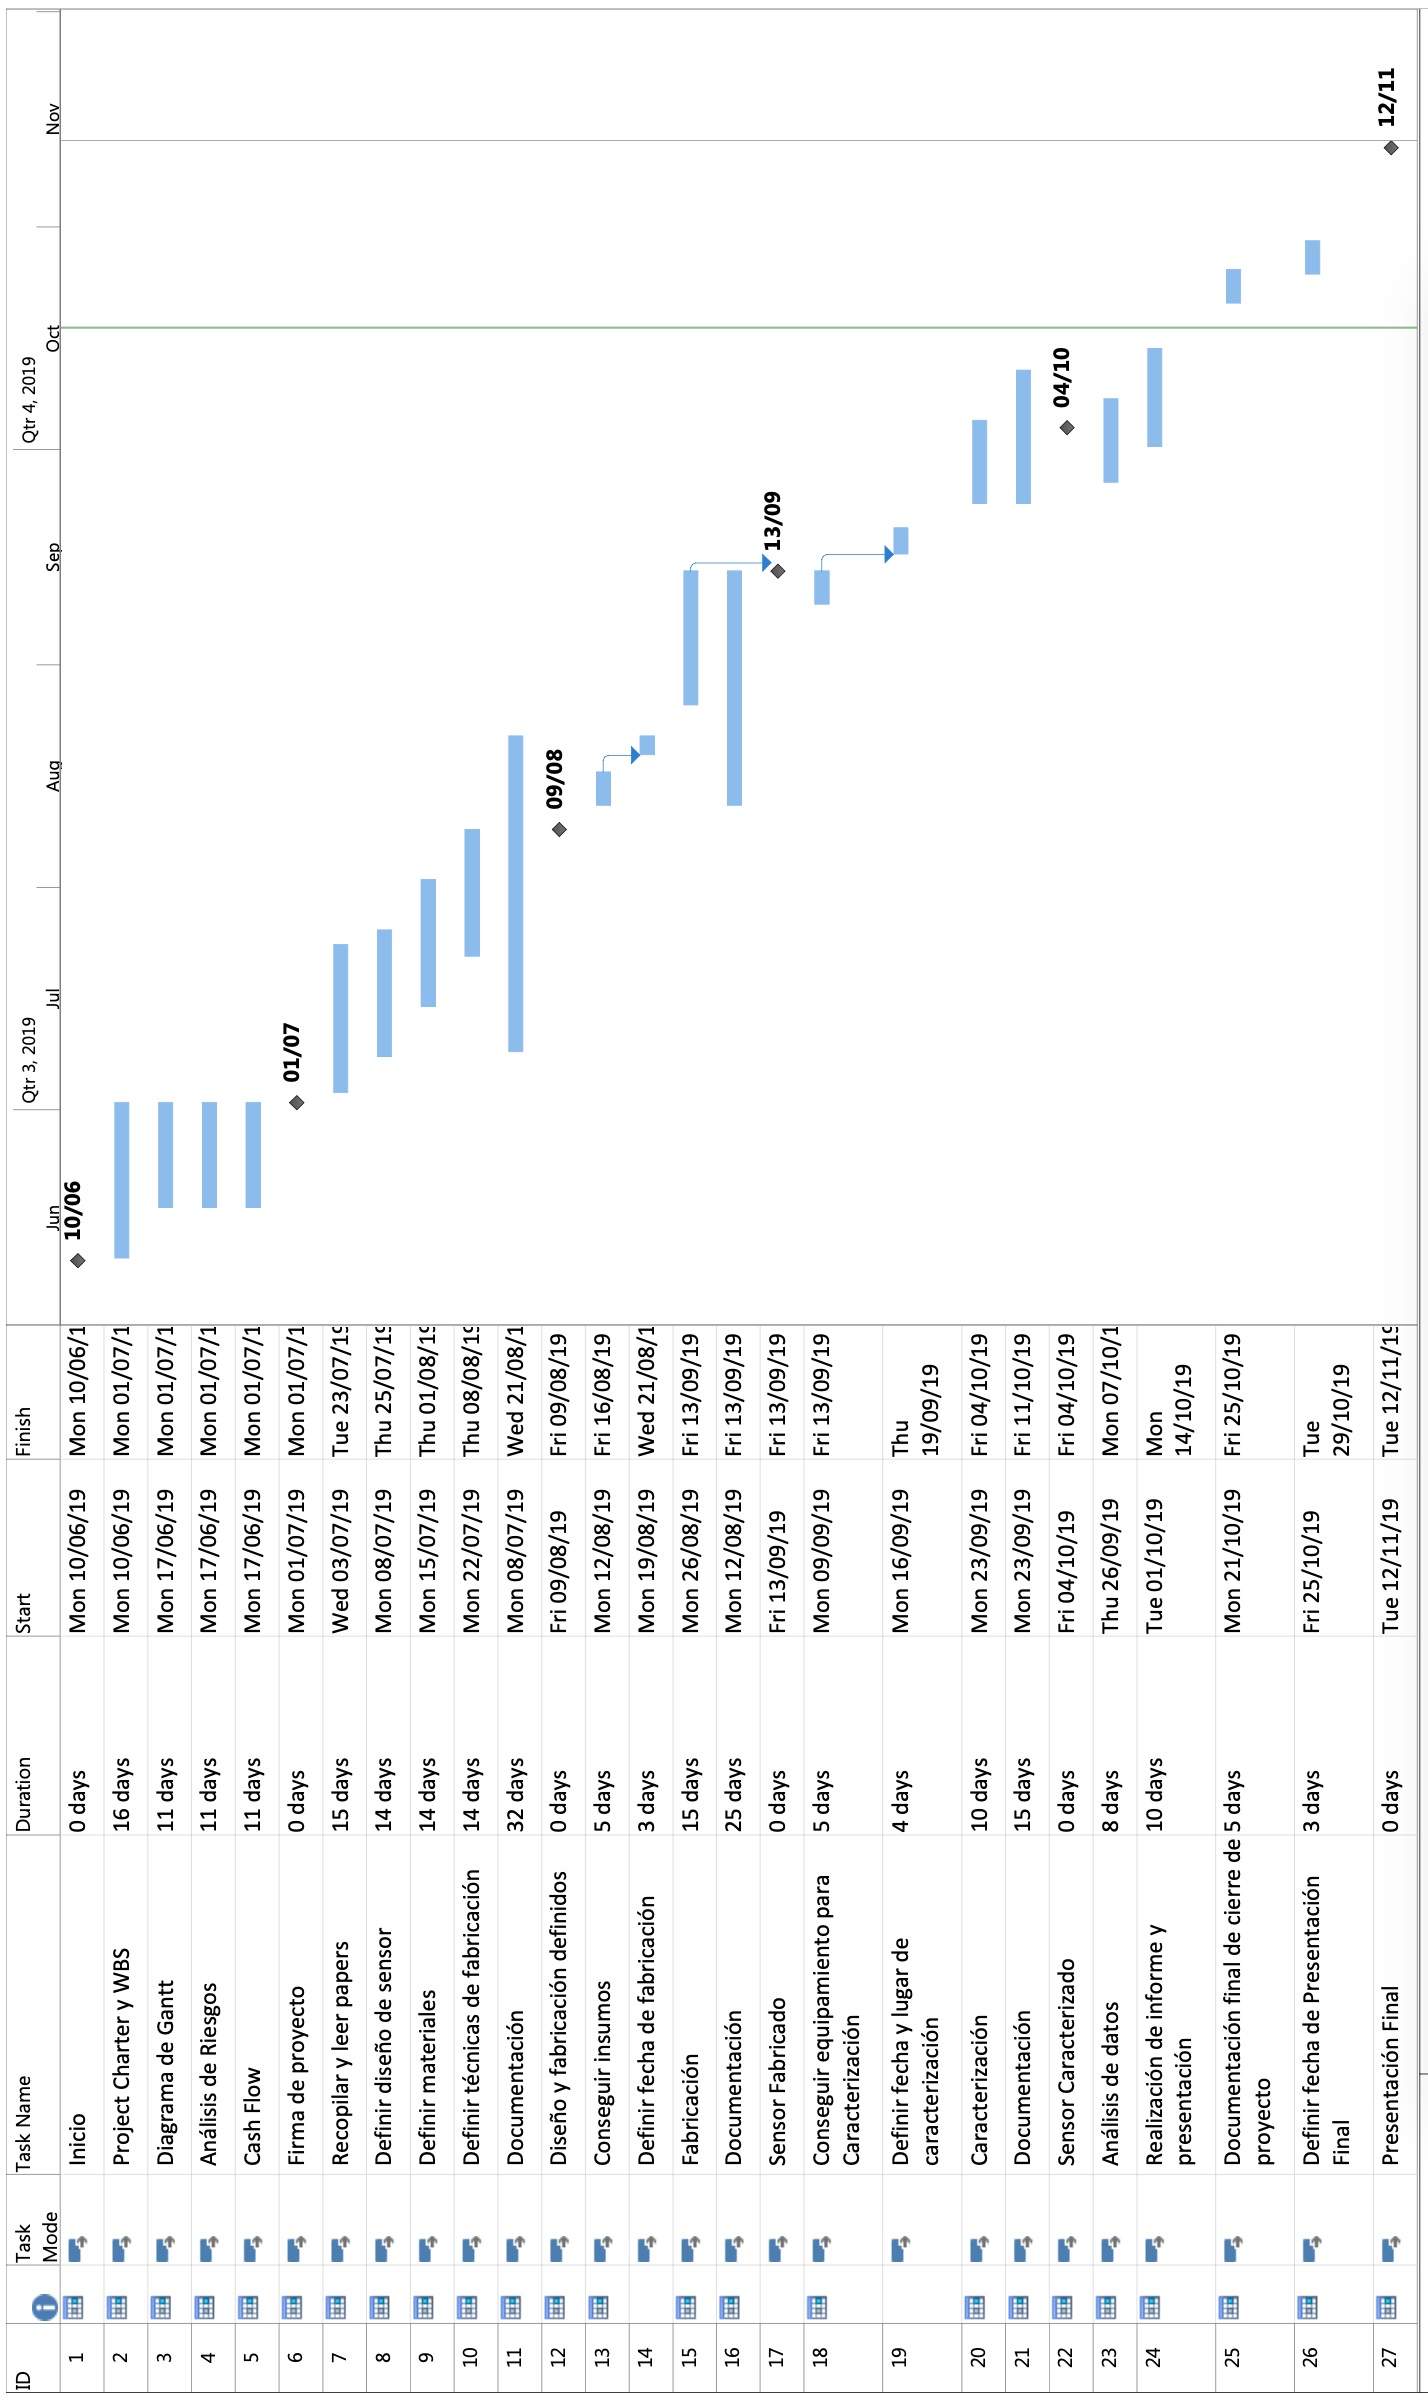 ID Task Mode Task Name Duration Start Finish
Qtr 3, 2019 Qtr 4, 2019
Jun Jul Aug Sep Oct Nov
1 Inicio 0 days Mon 10/06/19 Mon 10/06/1 10/06
2 Project Charter y WBS 16 days Mon 10/06/19 Mon 01/07/1
3 Diagrama de Gantt 11 days Mon 17/06/19 Mon 01/07/1
4 Análisis de Riesgos 11 days Mon 17/06/19 Mon 01/07/1
5 Cash Flow 11 days Mon 17/06/19 Mon 01/07/1
6 Firma de proyecto 0 days Mon 01/07/19 Mon 01/07/1 01/07
7 Recopilar y leer papers 15 days Wed 03/07/19 Tue 23/07/19
8 Definir diseño de sensor 14 days Mon 08/07/19 Thu 25/07/19
9 Definir materiales 14 days Mon 15/07/19 Thu 01/08/19
10 Definir técnicas de fabricación 14 days Mon 22/07/19 Thu 08/08/19
11 Documentación 32 days Mon 08/07/19 Wed 21/08/1
12 Diseño y fabricación definidos 0 days Fri 09/08/19 Fri 09/08/19 09/08
13 Conseguir insumos 5 days Mon 12/08/19 Fri 16/08/19
14 Definir fecha de fabricación 3 days Mon 19/08/19 Wed 21/08/1
15 Fabricación 15 days Mon 26/08/19 Fri 13/09/19
16 Documentación 25 days Mon 12/08/19 Fri 13/09/19
17 Sensor Fabricado 0 days Fri 13/09/19 Fri 13/09/19 13/09
18 Conseguir equipamiento para 5 days Mon 09/09/19 Fri 13/09/19
Caracterización
19 Definir fecha y lugar de 4 days Mon 16/09/19 Thu
caracterización 19/09/19
20 Caracterización 10 days Mon 23/09/19 Fri 04/10/19
21 Documentación 15 days Mon 23/09/19 Fri 11/10/19
22 Sensor Caracterizado 0 days Fri 04/10/19 Fri 04/10/19 04/10
23 Análisis de datos 8 days Thu 26/09/19 Mon 07/10/1
24 Realización de informe y 10 days Tue 01/10/19 Mon
presentación 14/10/19
25 Documentación final de cierre de 5 days Mon 21/10/19 Fri 25/10/19
proyecto
26 Definir fecha de Presentación 3 days Fri 25/10/19 Tue
Final 29/10/19
27 Presentación Final 0 days Tue 12/11/19 Tue 12/11/19 12/11